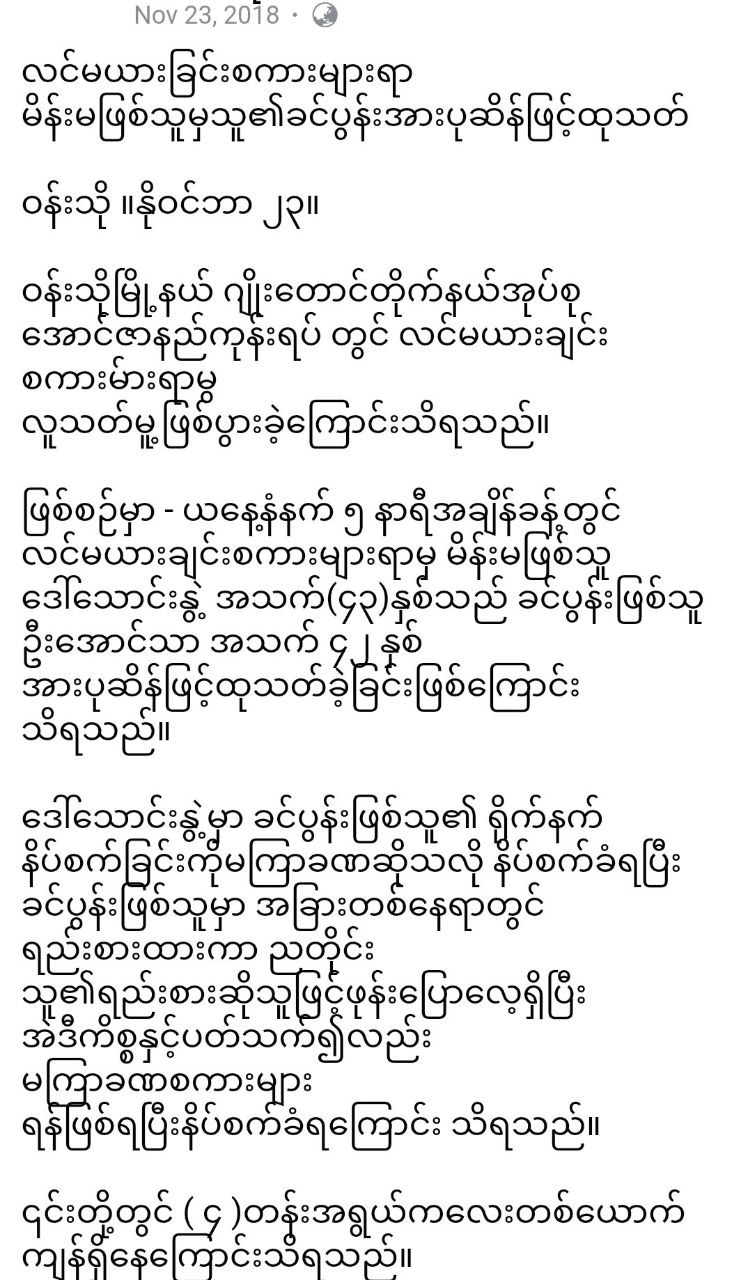 Nov 23, 2018 ·
လင်မယားခြင်းစကားများရာ
မိန်းမဖြစ်သူမှသူ၏ခင်ပွန်းအားပုဆိန်ဖြင့်ထုသတ်
ဝန်းသို ။နိုဝင်ဘာ ၂၃။
ဝန်းသိုမြို့နယ် ဂျိုးတောင်တိုက်နယ်အုပ်စု
အောင်ဇာနည်ကုန်းရပ် တွင် လင်မယားချင်း
စကားမ်ားရာမွ
လူသတ်မူ့ဖြစ်ပွားခဲ့ကြောင်းသိရသည်။
ဖြစ်စဉ်မှာ - ယနေ့နံနက် ၅ နာရီအချိန်ခန့်တွင်
လင်မယားချင်းစကားများရာမှ မိန်းမဖြစ်သူ
ဒေါ်သောင်းနွဲ့ အသက်(၄၃)နှစ်သည် ခင်ပွန်းဖြစ်သူ
ဦးအောင်သာ အသက် ၄၂ နှစ်
အားပုဆိန်ဖြင့်ထုသတ်ခဲ့ခြင်းဖြစ်ကြောင်း
သိရသည်။
ဒေါ်သောင်းနွဲ့မှာ ခင်ပွန်းဖြစ်သူ၏ ရိုက်နက်
နှိပ်စက်ခြင်းကိုမကြာခဏဆိုသလို နှိပ်စက်ခံရပြီး
ခင်ပွန်းဖြစ်သူမှာ အခြားတစ်နေရာတွင်
ရည်းစားထားကာ ညတိုင်း
သူ၏ရည်းစားဆိုသူဖြင့်ဖုန်းပြောလေ့ရှိပြီး
အဲဒီကိစ္စနှင့်ပတ်သက်၍လည်း
မကြာခဏစကားများ
ရန်ဖြစ်ရပြီးနှိပ်စက်ခံရကြောင်း သိရသည်။
၎င်းတို့တွင် ( ၄ )တန်းအရွယ်ကလေးတစ်ယောက်
ကျန်ရှိနေကြောင်းသိရသည်။